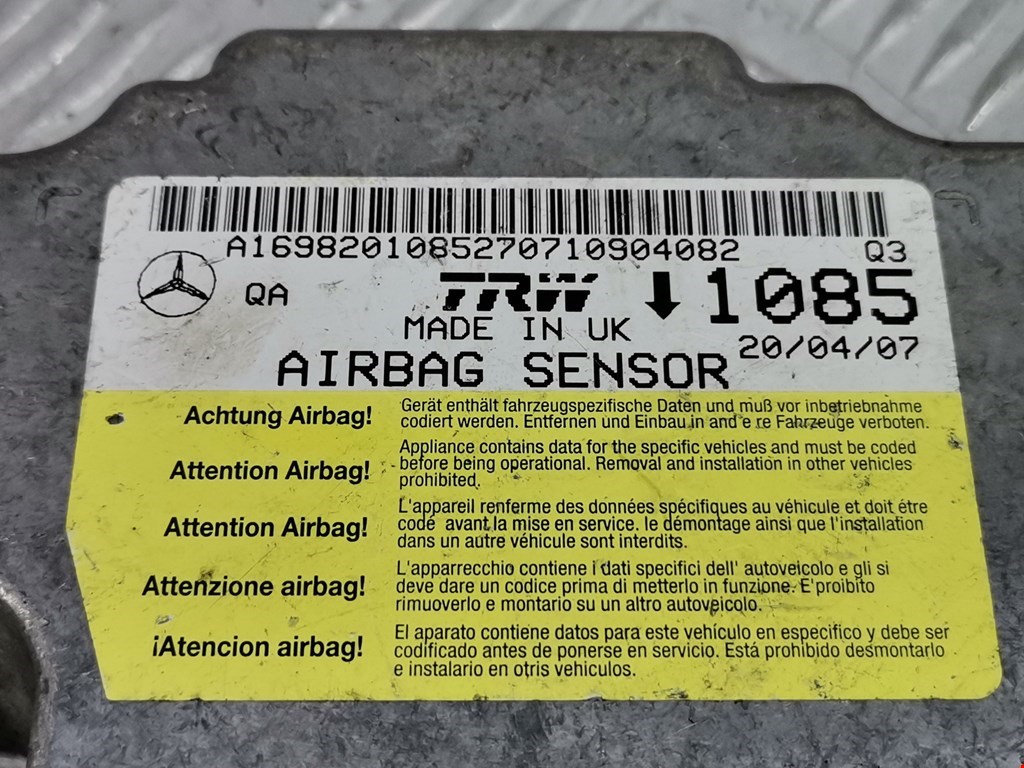 A1698201085270710904082 Q3
QA TRW 1085
MADE IN UK 20/04/07
AIRBAG SENSOR
Achtung Airbag! Gerät enthält fahrzeugspezifische Daten und muß vor inbetriebnahme
codiert werden. Entfernen und Einbau in and e re Fahrzeuge verboten.
Attention Airbag! Appliance contains data for the specific vehicles and must be coded
before being operational. Removal and installation in other vehicles
prohibited.
Attention Airbag! L'appareil renferme des données spécifiques au véhicule et doit étre
codé avant la mise en service. le démontage ainsi que l'installation
dans un autre véhicule sont interdits.
Attenzione airbag! L'apparrecchio contiene i dati specifici dell' autoveicolo e gli si
deve dare un codice prima di metterlo in funzione. E'proibito
rimuoverlo e montario su un altro autoveicolo.
¡Atencion airbag! El aparato contiene datos para este vehículo en especifico y debe ser
codificado antes de ponerse en servicio. Está prohibido desmontarlo
e instalario en otris vehiculos.